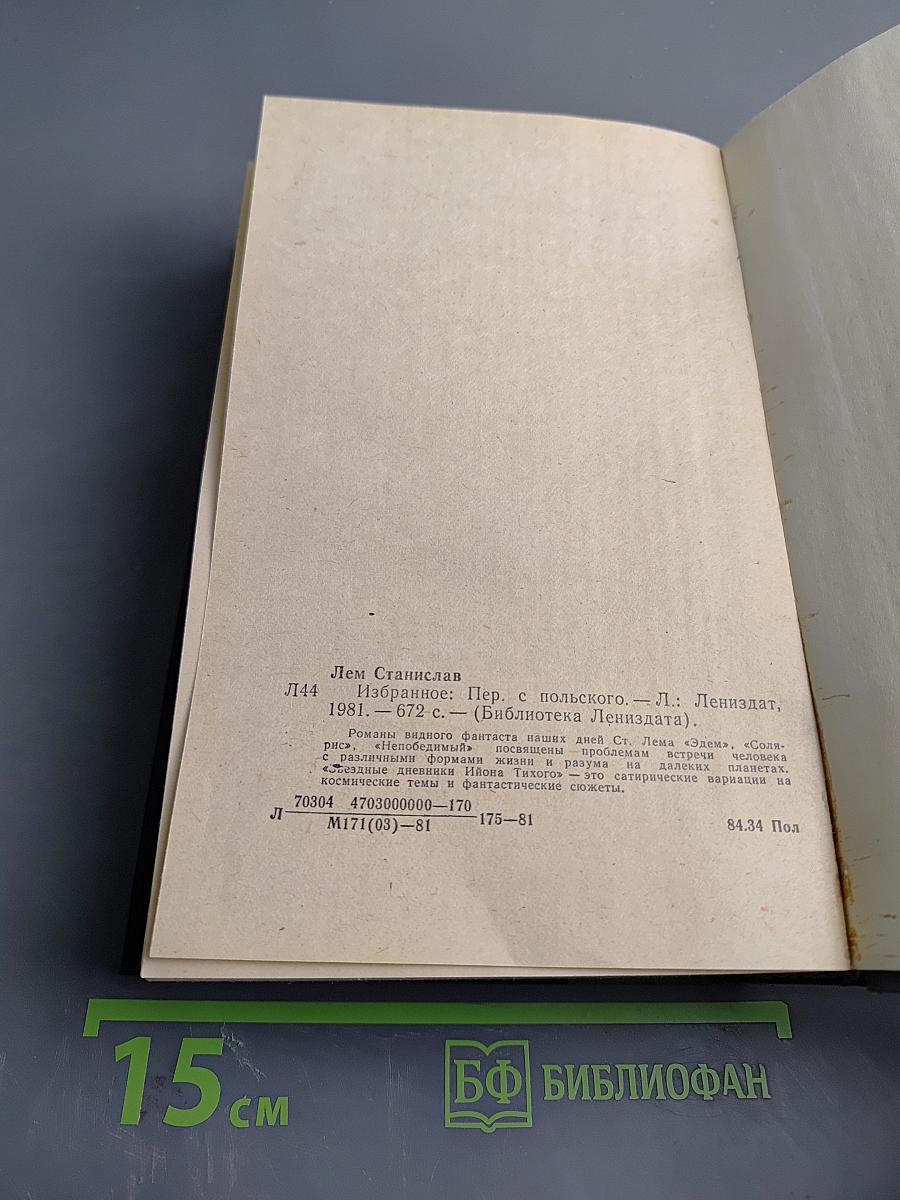 Лем Станислав
Л44 Избранное: Пер. с польского. — Л.: Лениздат,
1981. — 672 с. — (Библиотека Лениздата).
Романы видного фантаста наших дней Ст. Лема «Эдем», «Соля-
рис», «Непобедимый» посвящены проблемам встречи человека
с различными формами жизни и разума на далеких планетах.
«Звездные дневники Ийона Тихого» — это сатирические вариации на
космические темы и фантастические сюжеты.
Л 70304 4703000000—170
М171(03)—81 175—81 84.34 Пол
15 см
БФ БИБЛИОФАН